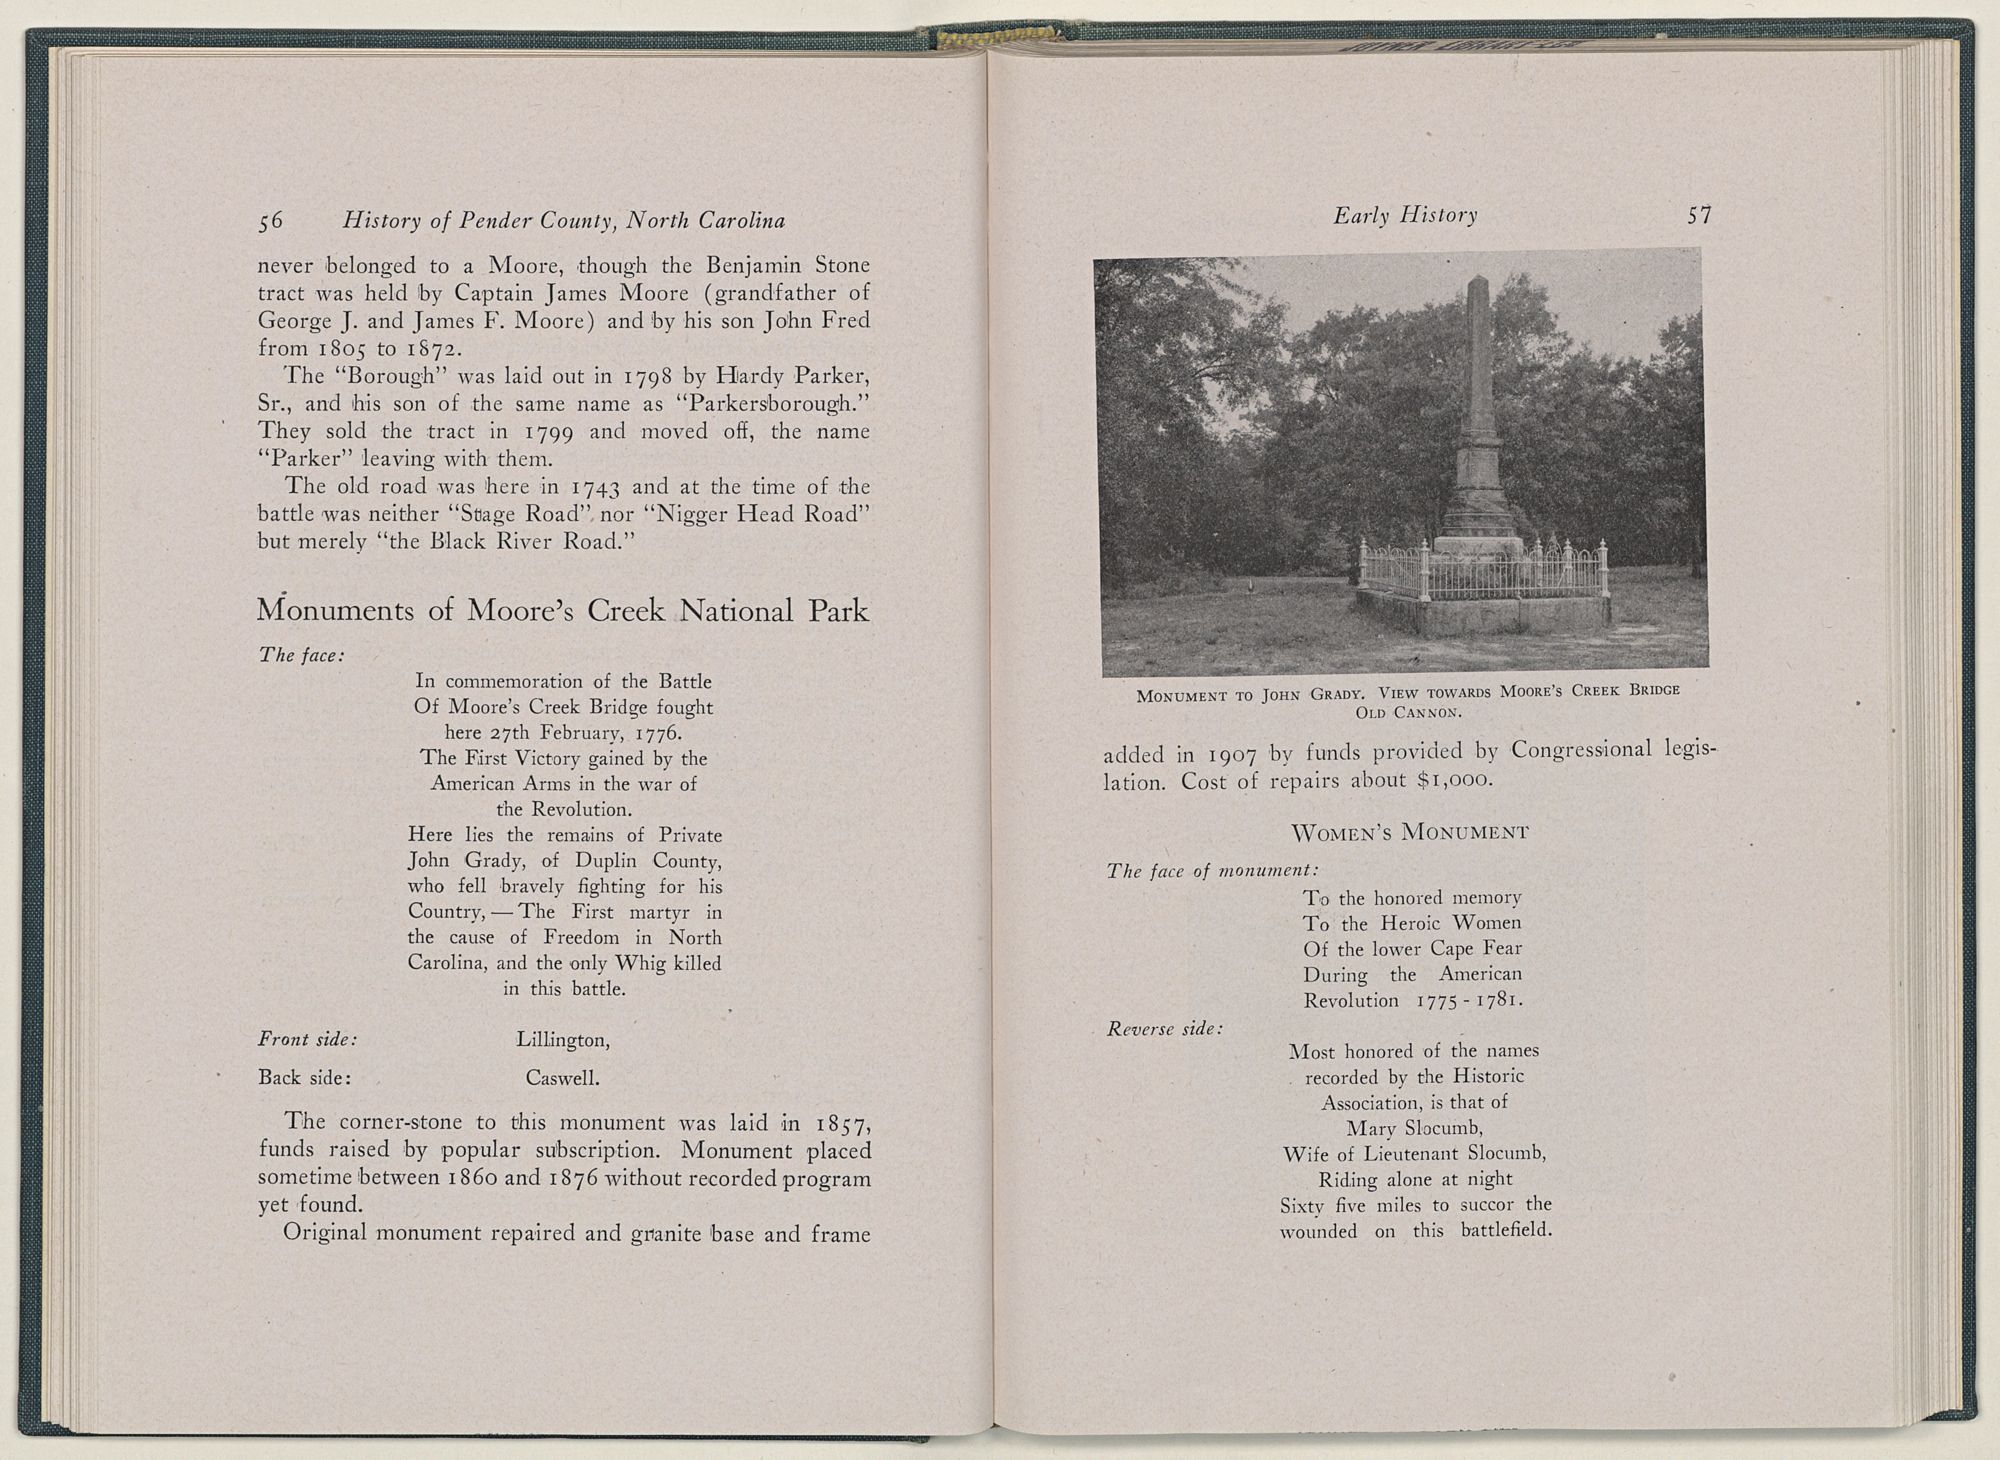 56 History of Pender County, North Carolina
never belonged to a Moore, though the Benjamin Stone
tract was held by Captain James Moore (grandfather of
George J. and James F. Moore) and by his son John Fred
from 1805 to 1872.
The “Borough” was laid out in 1798 by Hardy Parker,
Sr., and his son of the same name as “Parkersborough.”
They sold the tract in 1799 and moved off, the name
“Parker” leaving with them.
The old road was here in 1743 and at the time of the
battle was neither “Stage Road” nor “Nigger Head Road”
but merely “the Black River Road.”
Monuments of Moore’s Creek National Park
The face:
In commemoration of the Battle
Of Moore’s Creek Bridge fought
here 27th February, 1776.
The First Victory gained by the
American Arms in the war of
the Revolution.
Here lies the remains of Private
John Grady, of Duplin County,
who fell bravely fighting for his
Country, — The First martyr in
the cause of Freedom in North
Carolina, and the only Whig killed
in this battle.
Front side: Lillington,
Back side: Caswell.
The corner-stone to this monument was laid in 1857,
funds raised by popular subscription. Monument placed
sometime between 1860 and 1876 without recorded program
yet found.
Original monument repaired and granite base and frame
Early History 57
Monument to John Grady. View towards Moore’s Creek Bridge
Old Cannon.
added in 1907 by funds provided by Congressional legis-
lation. Cost of repairs about $1,000.
Women’s Monument
The face of monument:
To the honored memory
To the Heroic Women
Of the lower Cape Fear
During the American
Revolution 1775 - 1781.
Reverse side:
Most honored of the names
recorded by the Historic
Association, is that of
Mary Slocumb,
Wife of Lieutenant Slocumb,
Riding alone at night
Sixty five miles to succor the
wounded on this battlefield.